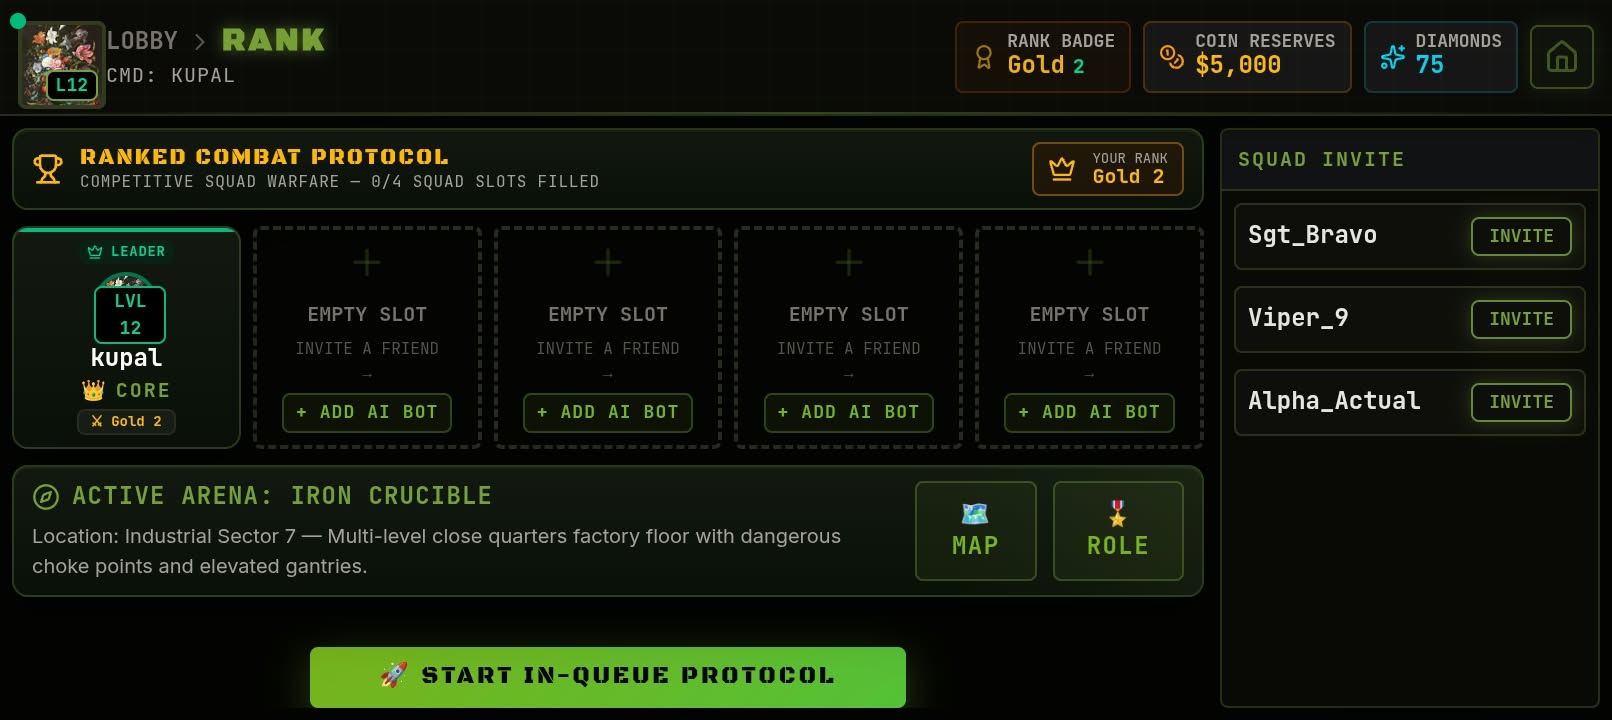 LOBBY > RANK
CMD: KUPAL
L12
RANK BADGE
Gold 2
COIN RESERVES
$5,000
DIAMONDS
75
RANKED COMBAT PROTOCOL
COMPETITIVE SQUAD WARFARE — 0/4 SQUAD SLOTS FILLED
YOUR RANK
Gold 2
LEADER
LVL
12
kupal
👑 CORE
⚔ Gold 2
EMPTY SLOT
INVITE A FRIEND
→
+ ADD AI BOT
EMPTY SLOT
INVITE A FRIEND
→
+ ADD AI BOT
EMPTY SLOT
INVITE A FRIEND
→
+ ADD AI BOT
EMPTY SLOT
INVITE A FRIEND
→
+ ADD AI BOT
ACTIVE ARENA: IRON CRUCIBLE
Location: Industrial Sector 7 — Multi-level close quarters factory floor with dangerous
choke points and elevated gantries.
🗺️
MAP
🎖️
ROLE
🚀 START IN-QUEUE PROTOCOL
SQUAD INVITE
Sgt_Bravo
INVITE
Viper_9
INVITE
Alpha_Actual
INVITE